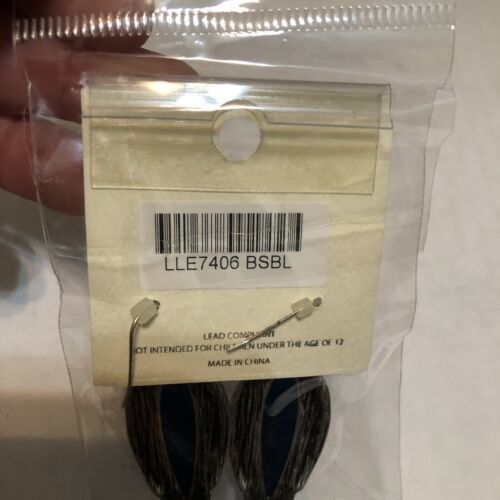 LLE7406 BSBL
LEAD COMPLIANT
NOT INTENDED FOR CHILDREN UNDER THE AGE OF 12
MADE IN CHINA